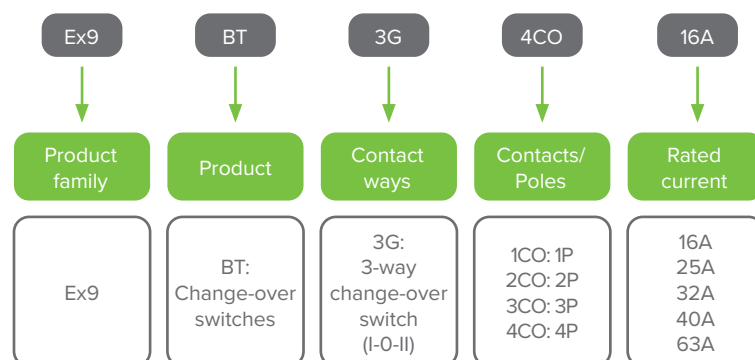 Ex9 BT 3G 4CO 16A
Product family
Product
Contact ways
Contacts/ Poles
Rated current
Ex9
BT:
Change-over
switches
3G:
3-way
change-over
switch
(I-0-II)
1CO: 1P
2CO: 2P
3CO: 3P
4CO: 4P
16A
25A
32A
40A
63A